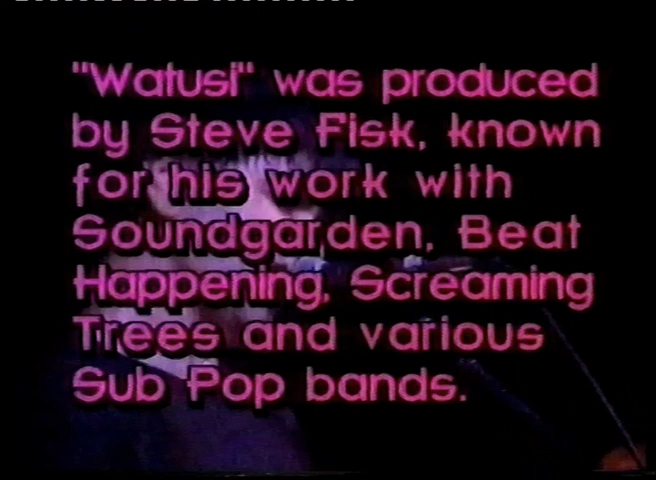 "Watusi" was produced
by Steve Fisk, known
for his work with
Soundgarden, Beat
Happening, Screaming
Trees and various
Sub Pop bands.